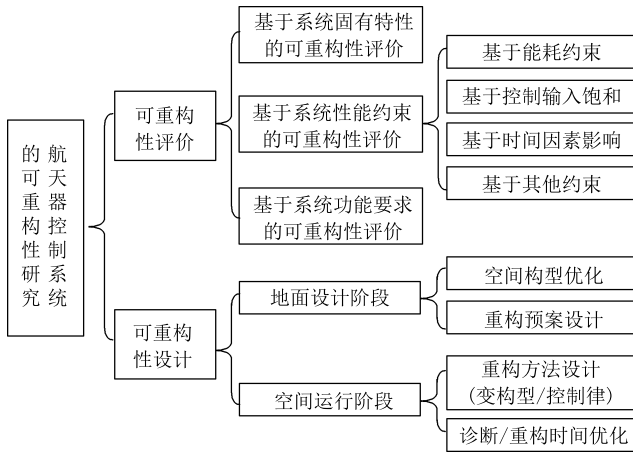 航天器控制系统
的可重构性研究
可重构
性评价
基于系统固有特性
的可重构性评价
基于系统性能约束
的可重构性评价
基于能耗约束
基于控制输入饱和
基于时间因素影响
基于其他约束
基于系统功能要求
的可重构性评价
可重构
性设计
地面设计阶段
空间构型优化
重构预案设计
空间运行阶段
重构方法设计
(变构型/控制律)
诊断/重构时间优化